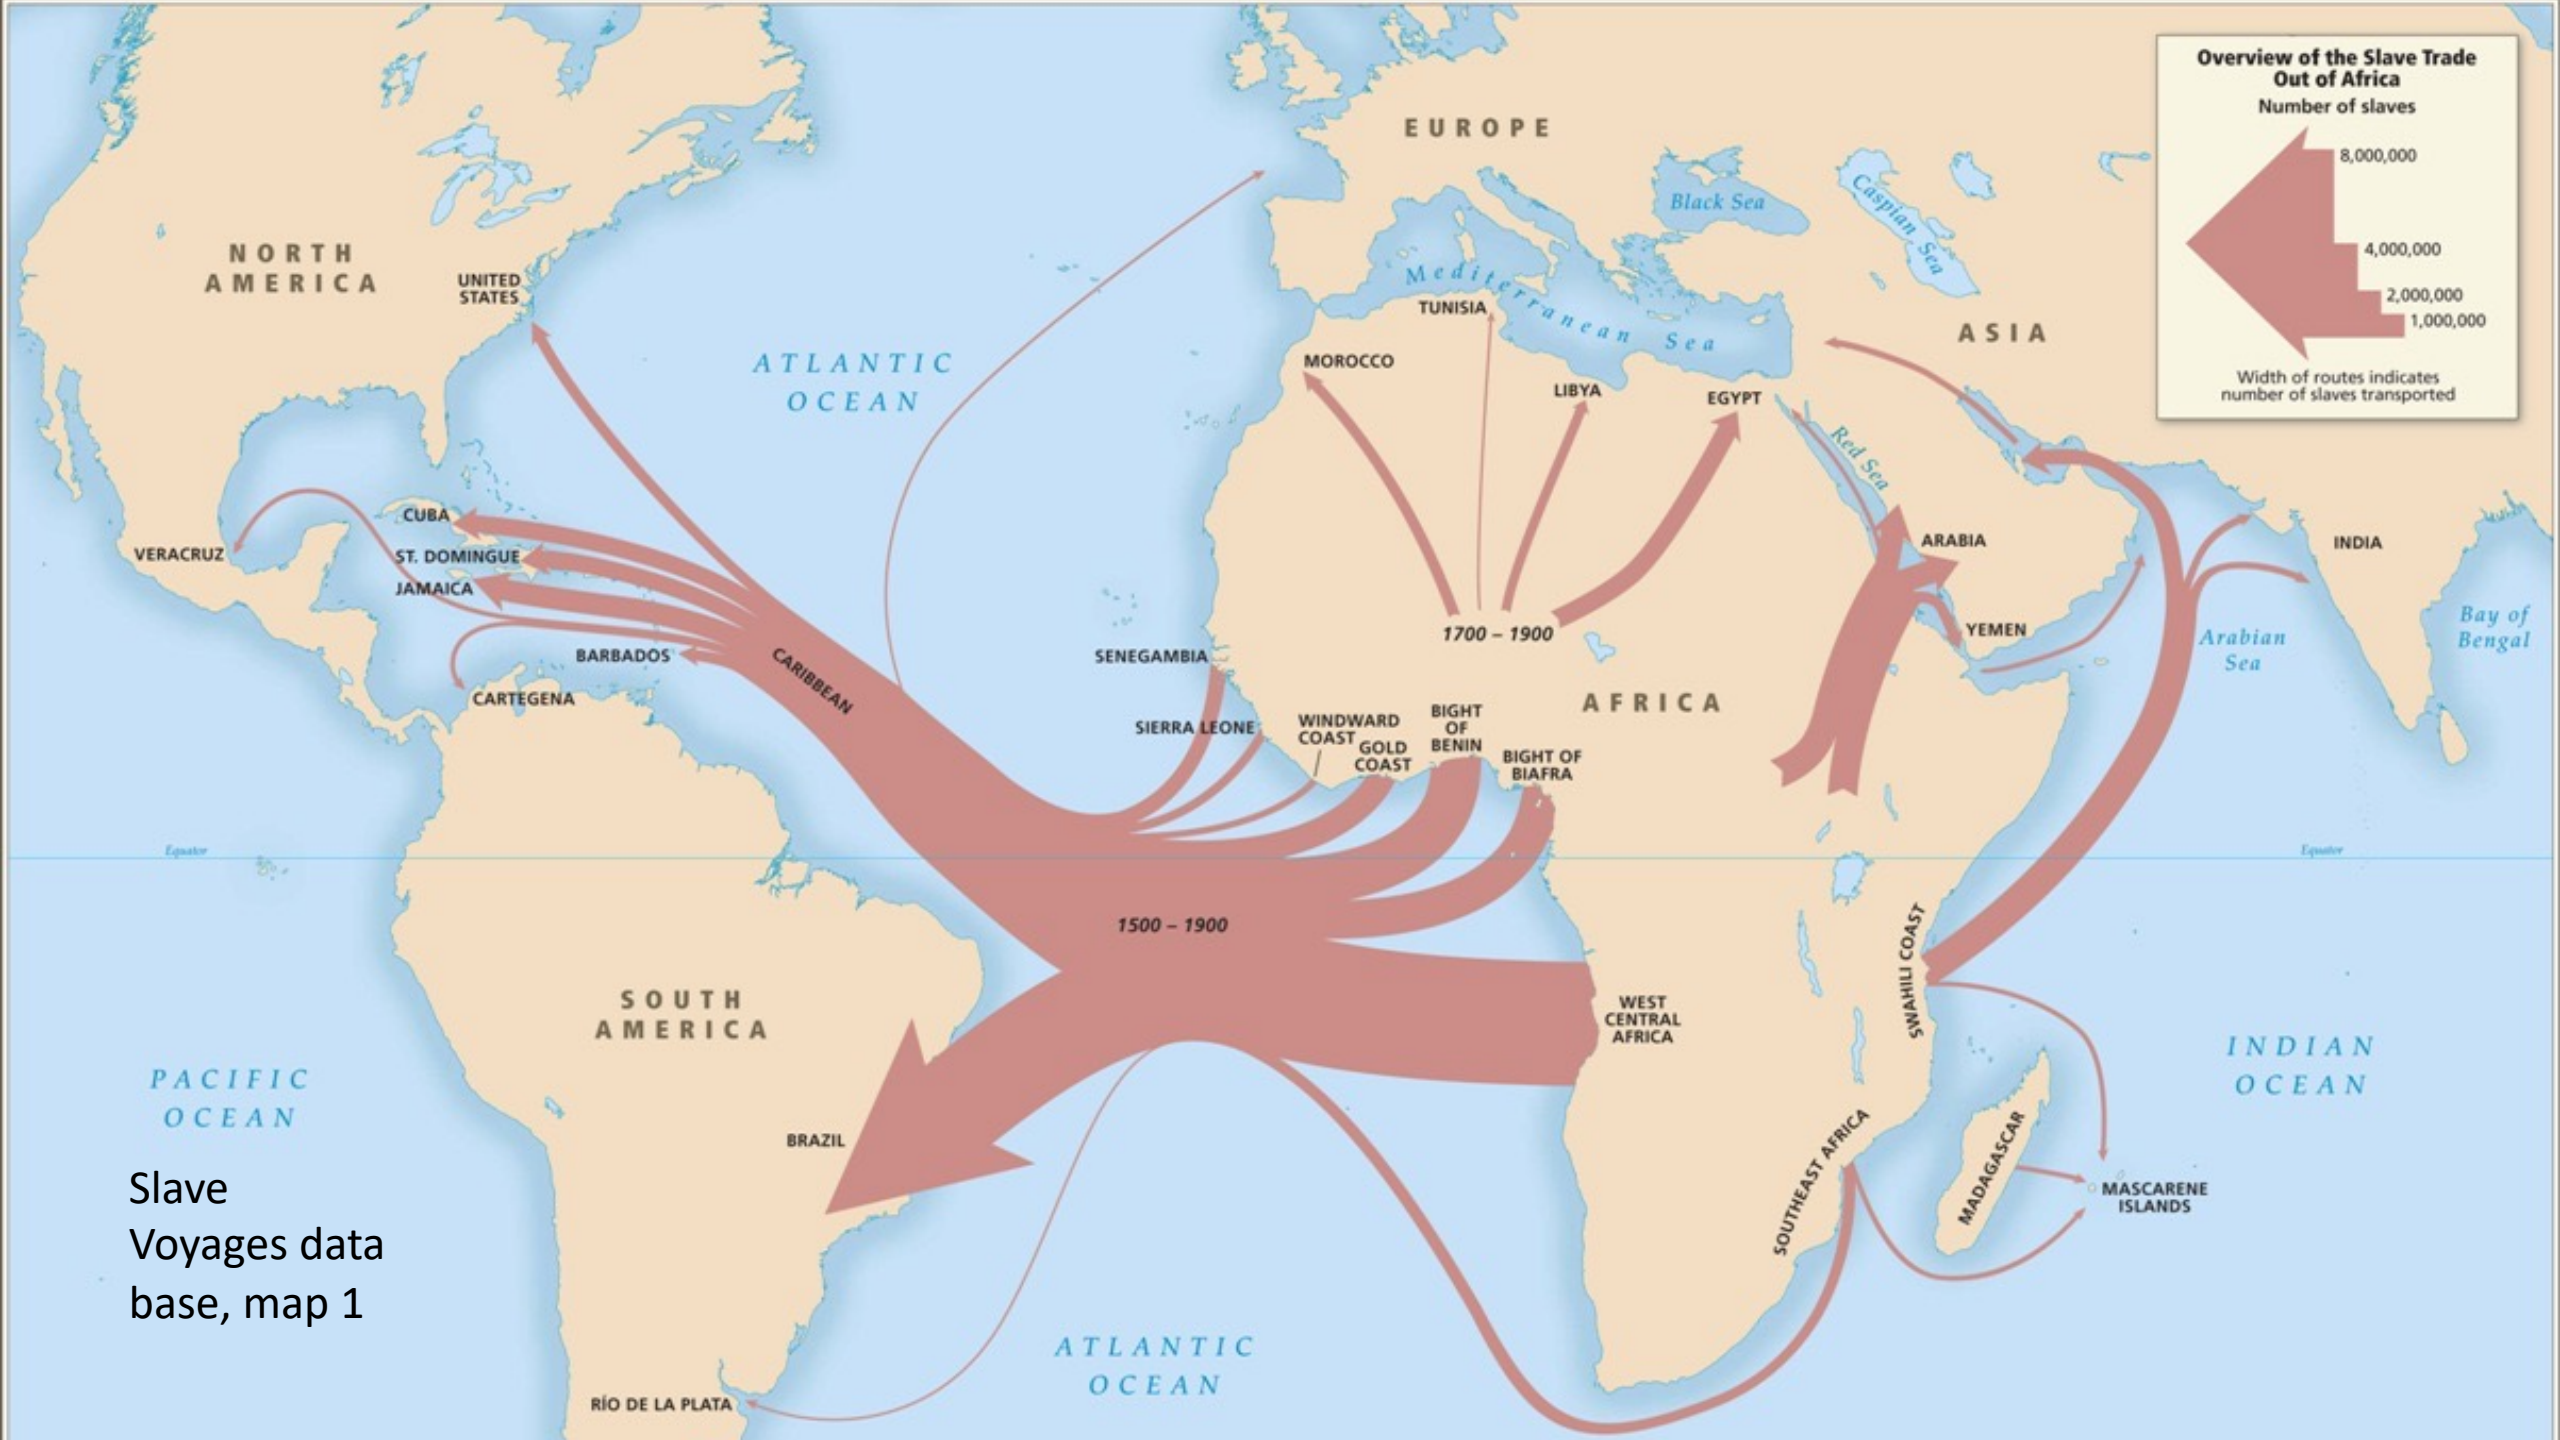 Overview of the Slave Trade
Out of Africa
Number of slaves
8,000,000
4,000,000
2,000,000
1,000,000
Width of routes indicates
number of slaves transported
EUROPE
Black Sea
Caspian Sea
NORTH
AMERICA
UNITED
STATES
Mediterranean Sea
TUNISIA
ASIA
ATLANTIC
OCEAN
MOROCCO
LIBYA
EGYPT
Red Sea
CUBA
VERACRUZ
ST. DOMINGUE
JAMAICA
ARABIA
INDIA
BARBADOS
CARIBBEAN
CARTEGENA
SENEGAMBIA
1700 – 1900
YEMEN
Arabian
Sea
Bay of
Bengal
SIERRA LEONE
WINDWARD
COAST
GOLD
COAST
BIGHT
OF
BENIN
BIGHT OF
BIAFRA
AFRICA
Equator
Equator
1500 – 1900
SOUTH
AMERICA
WEST
CENTRAL
AFRICA
SWAHILI COAST
INDIAN
OCEAN
PACIFIC
OCEAN
BRAZIL
SOUTHEAST AFRICA
MADAGASCAR
MASCARENE
ISLANDS
Slave
Voyages data
base, map 1
ATLANTIC
OCEAN
RÍO DE LA PLATA